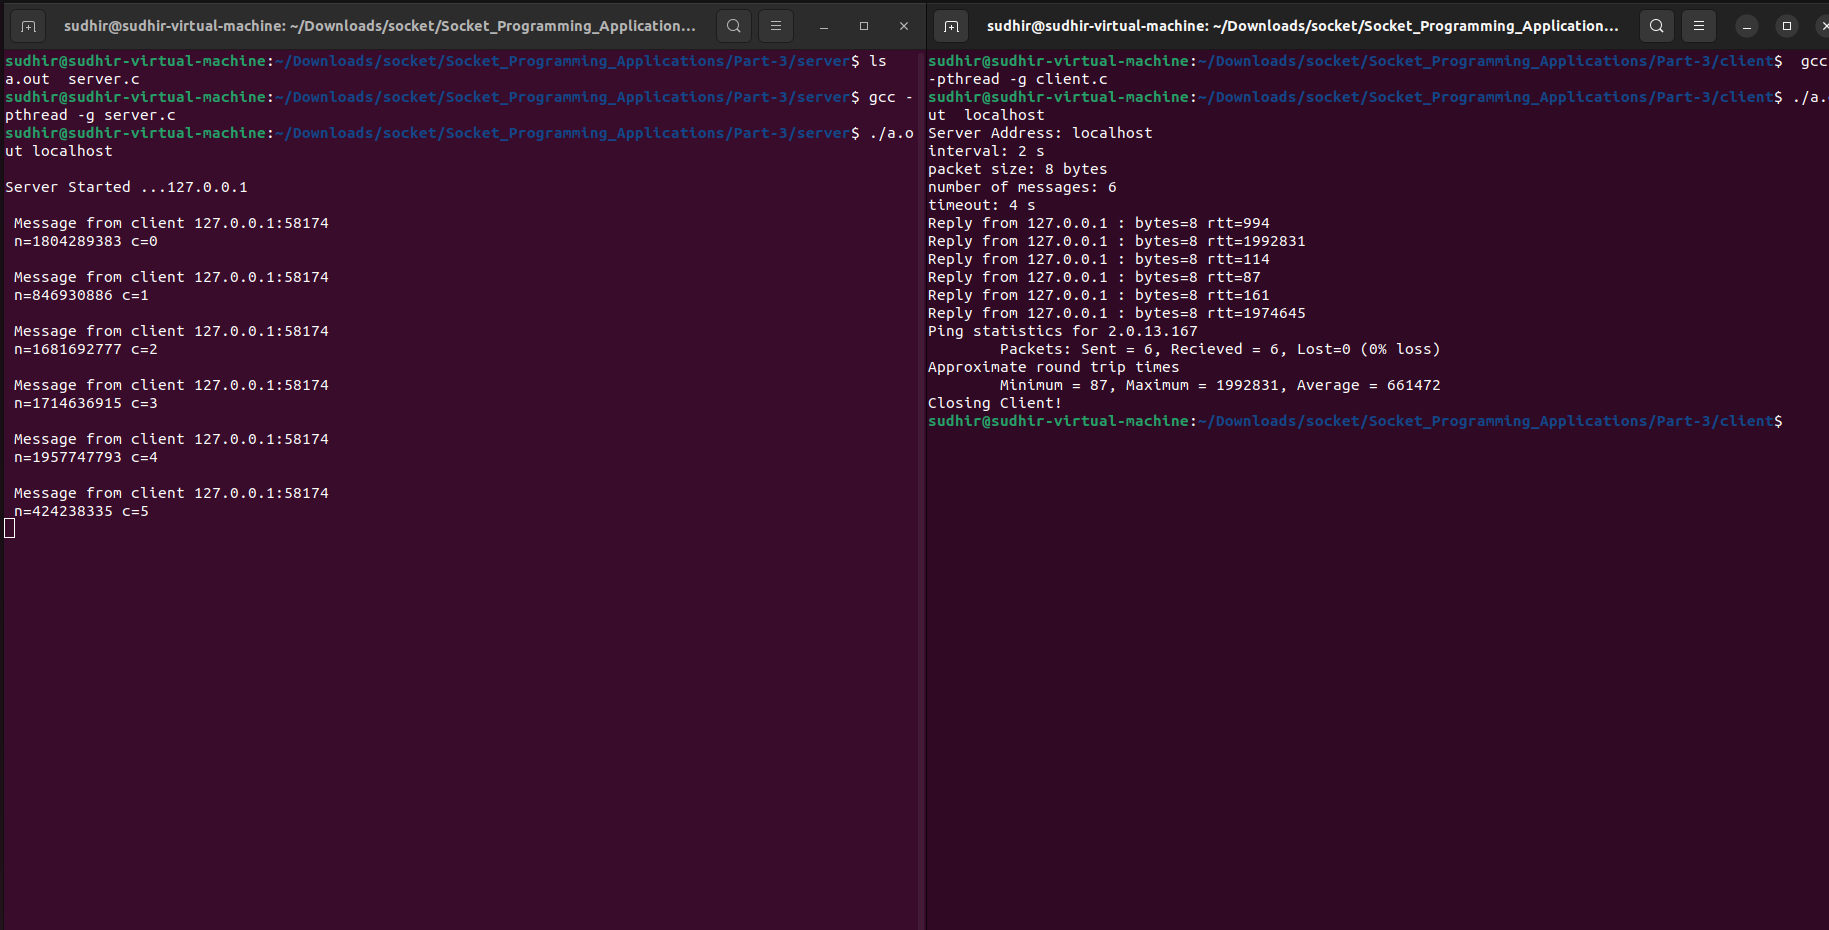 sudhir@sudhir-virtual-machine: ~/Downloads/socket/Socket_Programming_Application...
sudhir@sudhir-virtual-machine:~/Downloads/socket/Socket_Programming_Applications/Part-3/server$ ls
a.out  server.c
sudhir@sudhir-virtual-machine:~/Downloads/socket/Socket_Programming_Applications/Part-3/server$ gcc -
pthread -g server.c
sudhir@sudhir-virtual-machine:~/Downloads/socket/Socket_Programming_Applications/Part-3/server$ ./a.o
ut localhost
Server Started ...127.0.0.1
Message from client 127.0.0.1:58174
n=1804289383 c=0
Message from client 127.0.0.1:58174
n=846930886 c=1
Message from client 127.0.0.1:58174
n=1681692777 c=2
Message from client 127.0.0.1:58174
n=1714636915 c=3
Message from client 127.0.0.1:58174
n=1957747793 c=4
Message from client 127.0.0.1:58174
n=424238335 c=5
sudhir@sudhir-virtual-machine: ~/Downloads/socket/Socket_Programming_Application...
sudhir@sudhir-virtual-machine:~/Downloads/socket/Socket_Programming_Applications/Part-3/client$  gcc
-pthread -g client.c
sudhir@sudhir-virtual-machine:~/Downloads/socket/Socket_Programming_Applications/Part-3/client$ ./a.
ut  localhost
Server Address: localhost
interval: 2 s
packet size: 8 bytes
number of messages: 6
timeout: 4 s
Reply from 127.0.0.1 : bytes=8 rtt=994
Reply from 127.0.0.1 : bytes=8 rtt=1992831
Reply from 127.0.0.1 : bytes=8 rtt=114
Reply from 127.0.0.1 : bytes=8 rtt=87
Reply from 127.0.0.1 : bytes=8 rtt=161
Reply from 127.0.0.1 : bytes=8 rtt=1974645
Ping statistics for 2.0.13.167
Packets: Sent = 6, Recieved = 6, Lost=0 (0% loss)
Approximate round trip times
Minimum = 87, Maximum = 1992831, Average = 661472
Closing Client!
sudhir@sudhir-virtual-machine:~/Downloads/socket/Socket_Programming_Applications/Part-3/client$